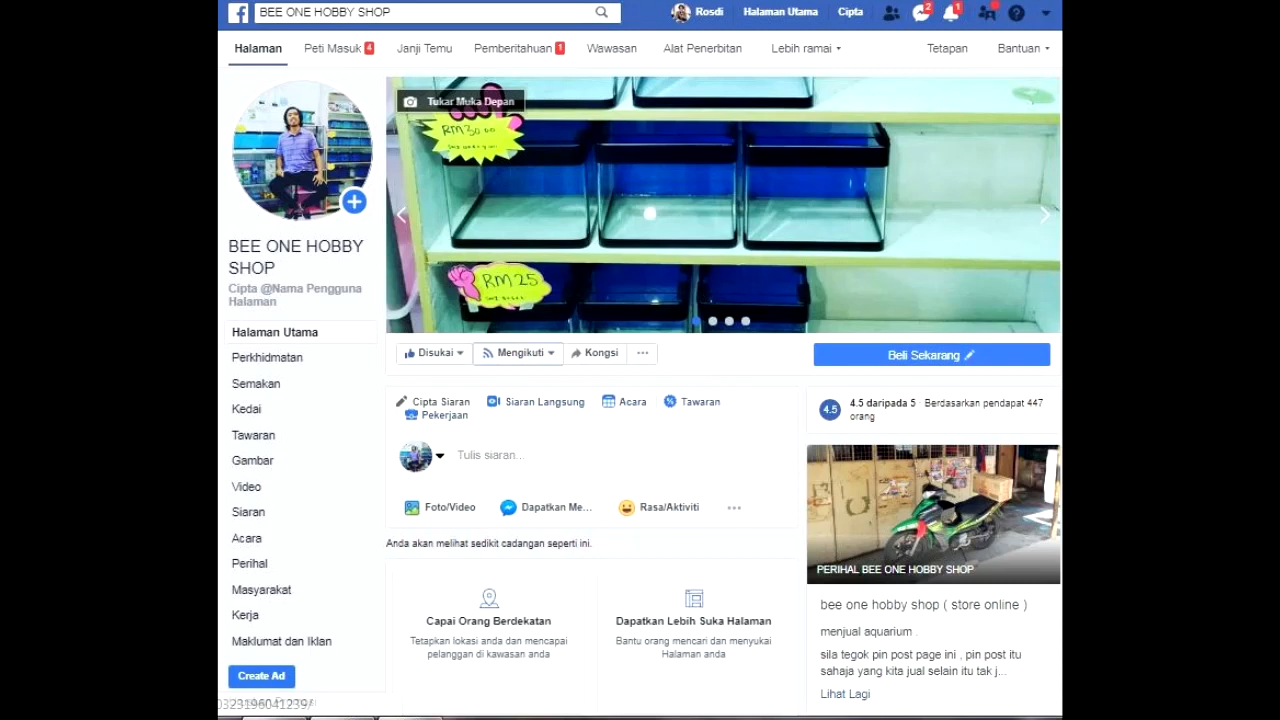 BEE ONE HOBBY SHOP
Rosdi
Halaman Utama
Cipta
2
1
Halaman
Peti Masuk 4
Janji Temu
Pemberitahuan 1
Wawasan
Alat Penerbitan
Lebih ramai
Tetapan
Bantuan
Tukar Muka Depan
RM30.00
RM25
BEE ONE HOBBY
SHOP
Cipta @Nama Pengguna
Halaman
Halaman Utama
Perkhidmatan
Semakan
Kedai
Tawaran
Gambar
Video
Siaran
Acara
Perihal
Masyarakat
Kerja
Maklumat dan Iklan
Create Ad
Disukai
Mengikuti
Kongsi
Beli Sekarang
Cipta Siaran
Siaran Langsung
Acara
Tawaran
Pekerjaan
Tulis siaran...
Foto/Video
Dapatkan Me...
Rasa/Aktiviti
Anda akan melihat sedikit cadangan seperti ini.
Capai Orang Berdekatan
Tetapkan lokasi anda dan mencapai
pelanggan di kawasan anda
Dapatkan Lebih Suka Halaman
Bantu orang mencari dan menyukai
Halaman anda
4.5
4.5 daripada 5 · Berdasarkan pendapat 447
orang
PERIHAL BEE ONE HOBBY SHOP
bee one hobby shop ( store online )
menjual aquarium .
sila tegok pin post page ini , pin post itu
sahaja yang kita jual selain itu tak j...
Lihat Lagi